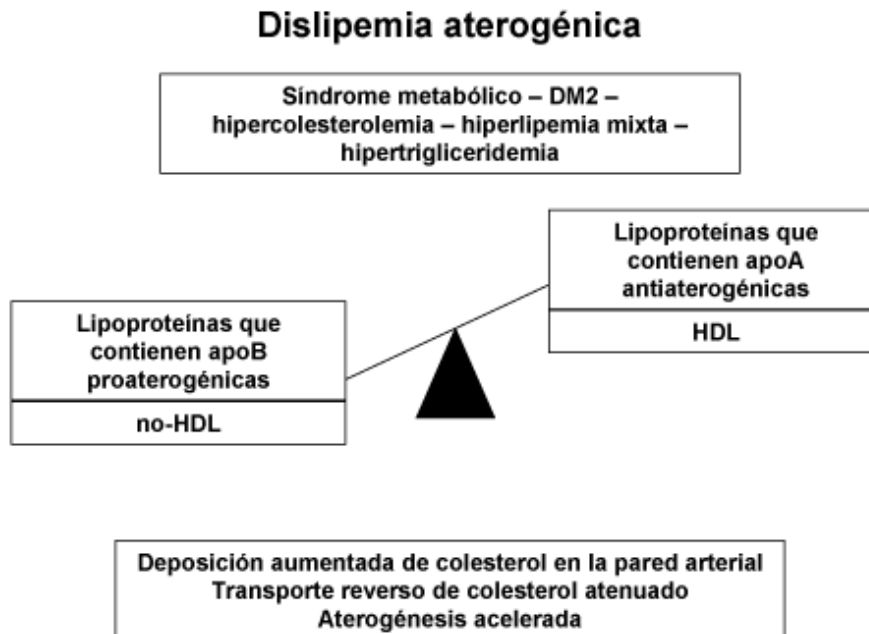 Dislipemia aterogénica
Síndrome metabólico – DM2 –
hipercolesterolemia – hiperlipemia mixta –
hipertrigliceridemia
Lipoproteínas que
contienen apoA
antiaterogénicas
HDL
Lipoproteínas que
contienen apoB
proaterogénicas
no-HDL
Deposición aumentada de colesterol en la pared arterial
Transporte reverso de colesterol atenuado
Aterogénesis acelerada